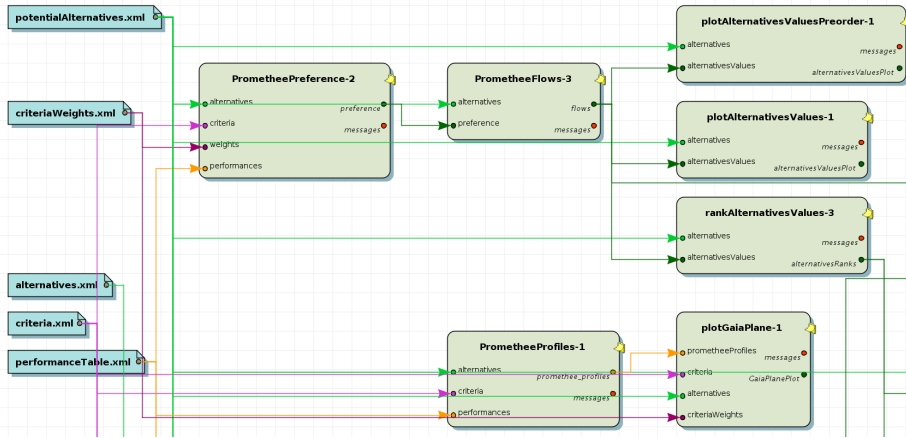 potentialAlternatives.xml
criteriaWeights.xml
alternatives.xml
criteria.xml
performanceTable.xml
PrometheePreference-2
alternatives
preference
criteria
messages
weights
performances
PrometheeFlows-3
alternatives
flows
preference
messages
plotAlternativesValuesPreorder-1
alternatives
messages
alternativesValues
alternativesValuesPlot
plotAlternativesValues-1
alternatives
messages
alternativesValues
alternativesValuesPlot
rankAlternativesValues-3
alternatives
messages
alternativesValues
alternativesRanks
PrometheeProfiles-1
alternatives
promethee_profiles
criteria
messages
performances
plotGaiaPlane-1
prometheeProfiles
messages
criteria
GaiaPlanePlot
alternatives
criteriaWeights